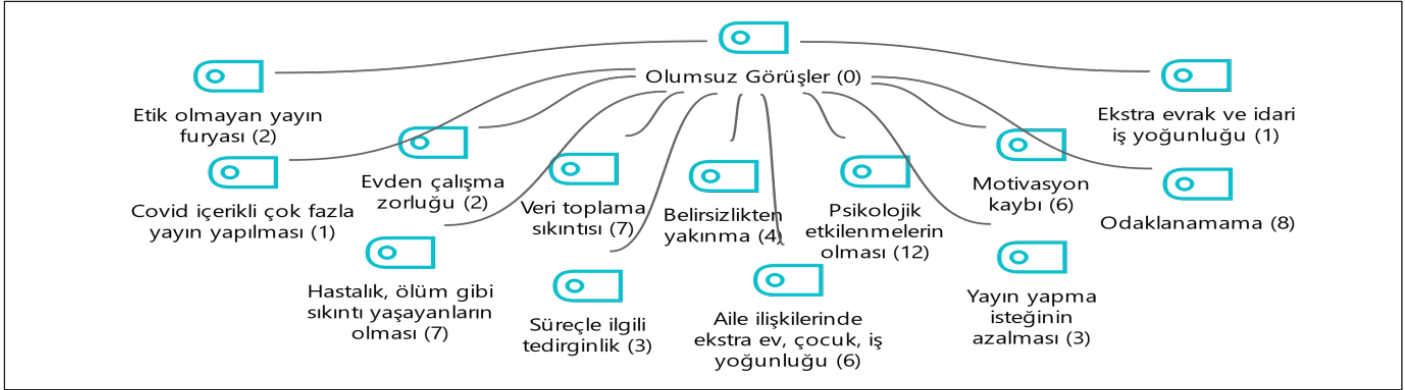 Olumsuz Görüşler (0)
Etik olmayan yayın
furyası (2)
Ekstra evrak ve idari
iş yoğunluğu (1)
Covid içerikli çok fazla
yayın yapılması (1)
Evden çalışma
zorluğu (2)
Veri toplama
sıkıntısı (7)
Belirsizlikten
yakınma (4)
Psikolojik
etkilenmelerin
olması (12)
Motivasyon
kaybı (6)
Odaklanamama (8)
Hastalık, ölüm gibi
sıkıntı yaşayanların
olması (7)
Süreçle ilgili
tedirginlik (3)
Aile ilişkilerinde
ekstra ev, çocuk, iş
yoğunluğu (6)
Yayın yapma
isteğinin
azalması (3)